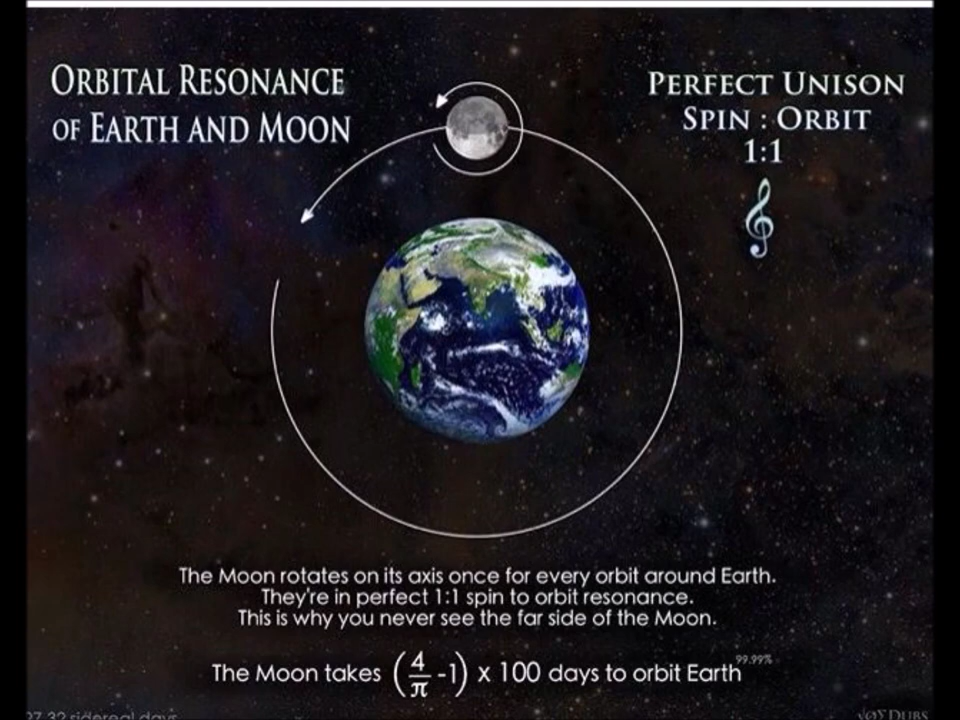 ORBITAL RESONANCE
OF EARTH AND MOON
PERFECT UNISON
SPIN : ORBIT
1:1
The Moon rotates on its axis once for every orbit around Earth.
They're in perfect 1:1 spin to orbit resonance.
This is why you never see the far side of the Moon.
The Moon takes (4/π -1) x 100 days to orbit Earth 99.99%
27.32 sidereal days